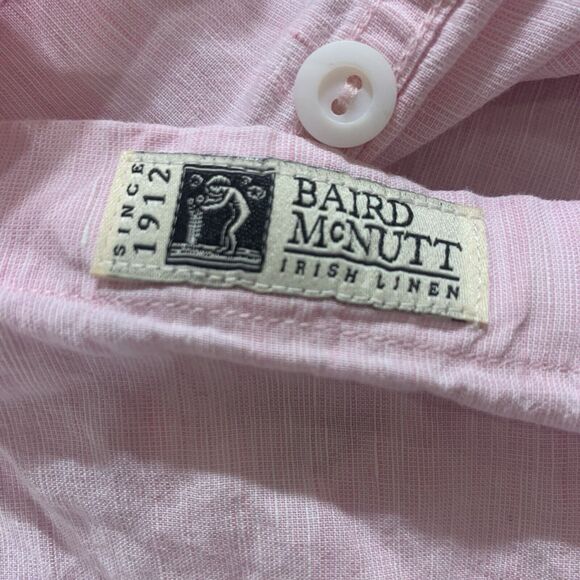 SINCE
1912
BAIRD
McNUTT
IRISH LINEN